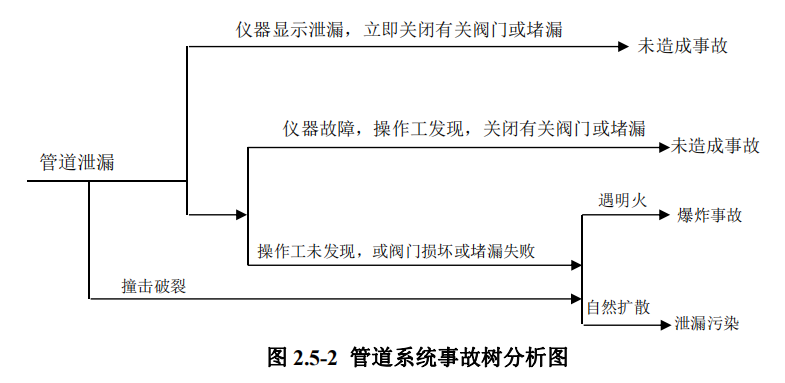 仪器显示泄漏，立即关闭有关阀门或堵漏
未造成事故
仪器故障，操作工发现，关闭有关阀门或堵漏
未造成事故
管道泄漏
遇明火
爆炸事故
操作工未发现，或阀门损坏或堵漏失败
撞击破裂
自然扩散
泄漏污染
图 2.5-2 管道系统事故树分析图